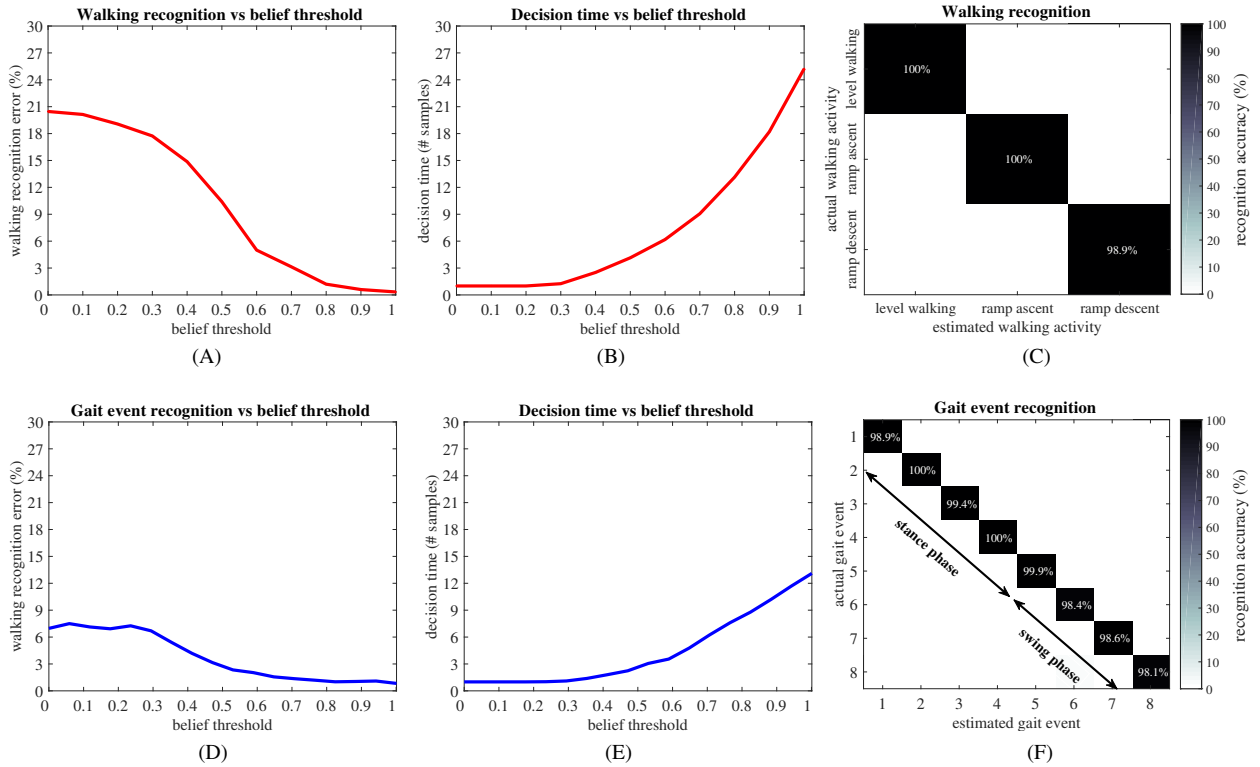 Walking recognition vs belief threshold
30
27
24
21
18
15
12
9
6
3
0
walking recognition error (%)
0 0.1 0.2 0.3 0.4 0.5 0.6 0.7 0.8 0.9 1
belief threshold
(A)
Decision time vs belief threshold
30
27
24
21
18
15
12
9
6
3
0
decision time (# samples)
0 0.1 0.2 0.3 0.4 0.5 0.6 0.7 0.8 0.9 1
belief threshold
(B)
Walking recognition
actual walking activity
level walking
ramp ascent
ramp descent
100%
100%
98.9%
level walking ramp ascent ramp descent
estimated walking activity
100
90
80
70
60
50
40
30
20
10
0
recognition accuracy (%)
(C)
Gait event recognition vs belief threshold
30
27
24
21
18
15
12
9
6
3
0
walking recognition error (%)
0 0.1 0.2 0.3 0.4 0.5 0.6 0.7 0.8 0.9 1
belief threshold
(D)
Decision time vs belief threshold
30
27
24
21
18
15
12
9
6
3
0
decision time (# samples)
0 0.1 0.2 0.3 0.4 0.5 0.6 0.7 0.8 0.9 1
belief threshold
(E)
Gait event recognition
actual gait event
1
2
3
4
5
6
7
8
98.9%
100%
99.4%
100%
99.9%
98.4%
98.6%
98.1%
stance phase
swing phase
1 2 3 4 5 6 7 8
estimated gait event
100
90
80
70
60
50
40
30
20
10
0
recognition accuracy (%)
(F)